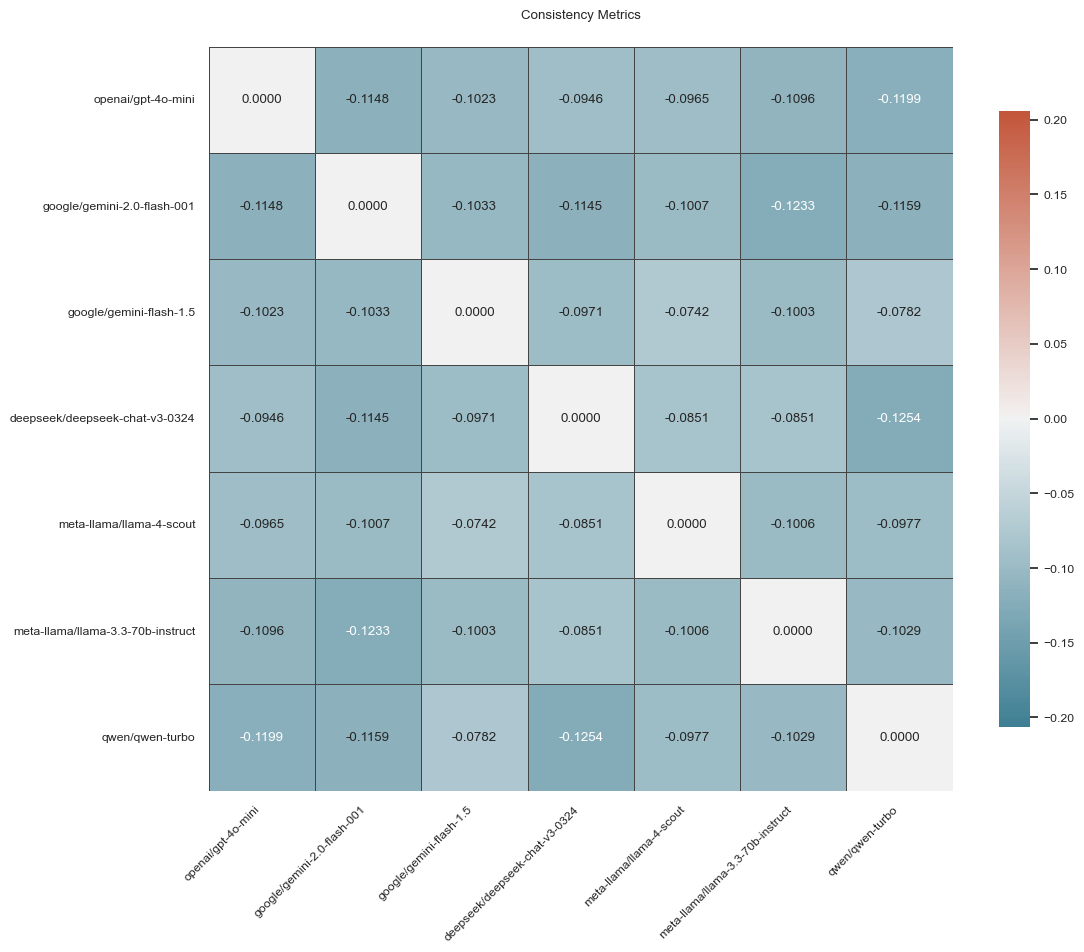 Consistency Metrics
openai/gpt-4o-mini 0.0000 -0.1148 -0.1023 -0.0946 -0.0965 -0.1096 -0.1199
google/gemini-2.0-flash-001 -0.1148 0.0000 -0.1033 -0.1145 -0.1007 -0.1233 -0.1159
google/gemini-flash-1.5 -0.1023 -0.1033 0.0000 -0.0971 -0.0742 -0.1003 -0.0782
deepseek/deepseek-chat-v3-0324 -0.0946 -0.1145 -0.0971 0.0000 -0.0851 -0.0851 -0.1254
meta-llama/llama-4-scout -0.0965 -0.1007 -0.0742 -0.0851 0.0000 -0.1006 -0.0977
meta-llama/llama-3.3-70b-instruct -0.1096 -0.1233 -0.1003 -0.0851 -0.1006 0.0000 -0.1029
qwen/qwen-turbo -0.1199 -0.1159 -0.0782 -0.1254 -0.0977 -0.1029 0.0000
openai/gpt-4o-mini
google/gemini-2.0-flash-001
google/gemini-flash-1.5
deepseek/deepseek-chat-v3-0324
meta-llama/llama-4-scout
meta-llama/llama-3.3-70b-instruct
qwen/qwen-turbo
0.20
0.15
0.10
0.05
0.00
−0.05
−0.10
−0.15
−0.20